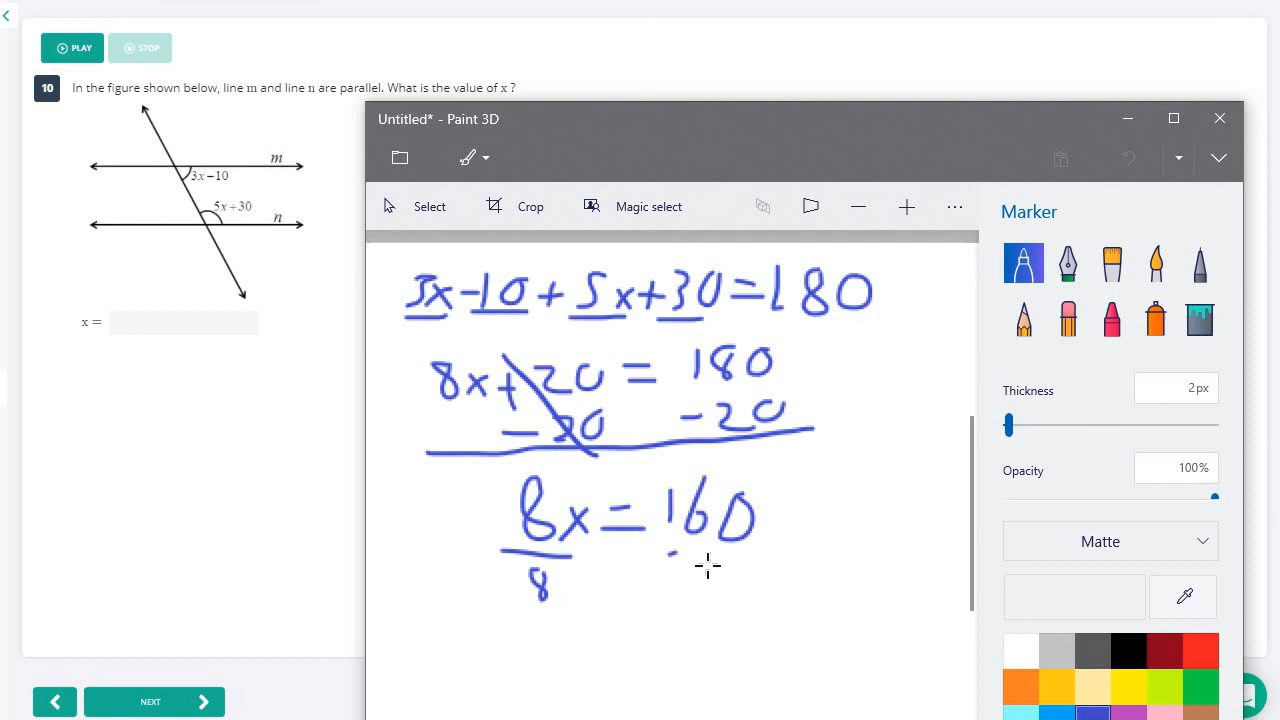 PLAY
STOP
10 In the figure shown below, line m and line n are parallel. What is the value of x ?
m
3x−10
5x+30
n
x =
Untitled* - Paint 3D
Select
Crop
Magic select
Marker
3x-10+5x+30=180
8x+20 = 180
-20 -20
8x=160
8
Thickness
2px
Opacity
100%
Matte
NEXT